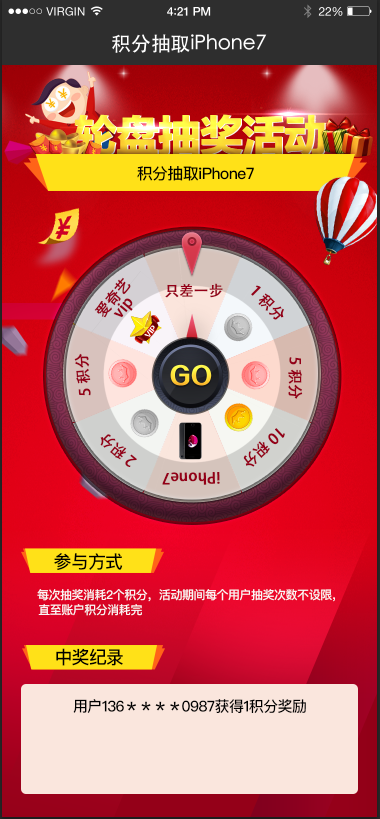 VIRGIN
4:21 PM
22%
积分抽取iPhone7
轮盘抽奖活动
积分抽取iPhone7
¥
只差一步
1 积分
5 积分
10 积分
iPhone7
2 积分
5 积分
爱奇艺
vip
VIP
GO
参与方式
每次抽奖消耗2个积分，活动期间每个用户抽奖次数不设限，
直至账户积分消耗完
中奖纪录
用户136＊＊＊＊0987获得1积分奖励